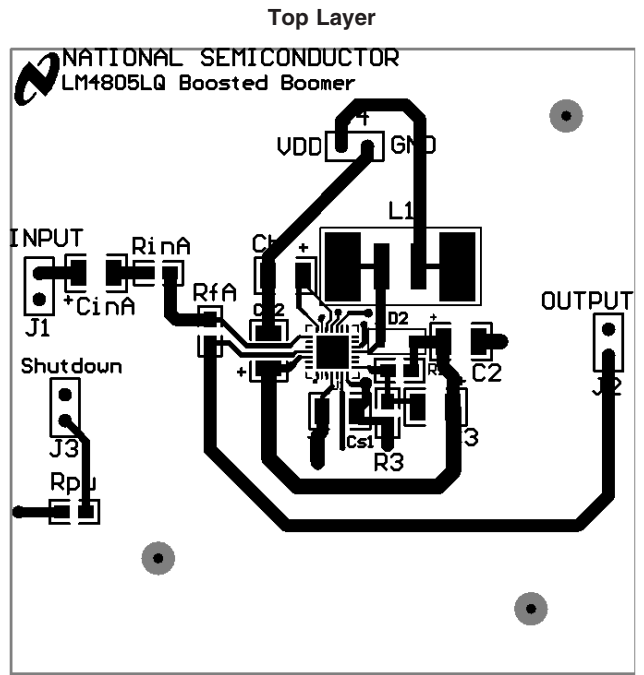 Top Layer
NATIONAL SEMICONDUCTOR
LM4805LQ Boosted Boomer
VDD
GND
L1
INPUT
RinA
+
RfA
OUTPUT
+
CinA
J1
D2
+
C2
J2
Shutdown
+
J3
Cs1
R3
Rpu